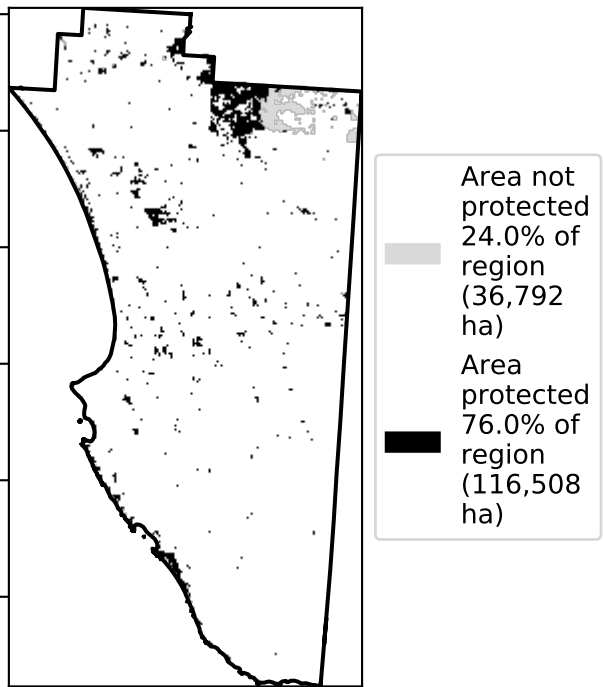 Area not
protected
24.0% of
region
(36,792
ha)
Area
protected
76.0% of
region
(116,508
ha)